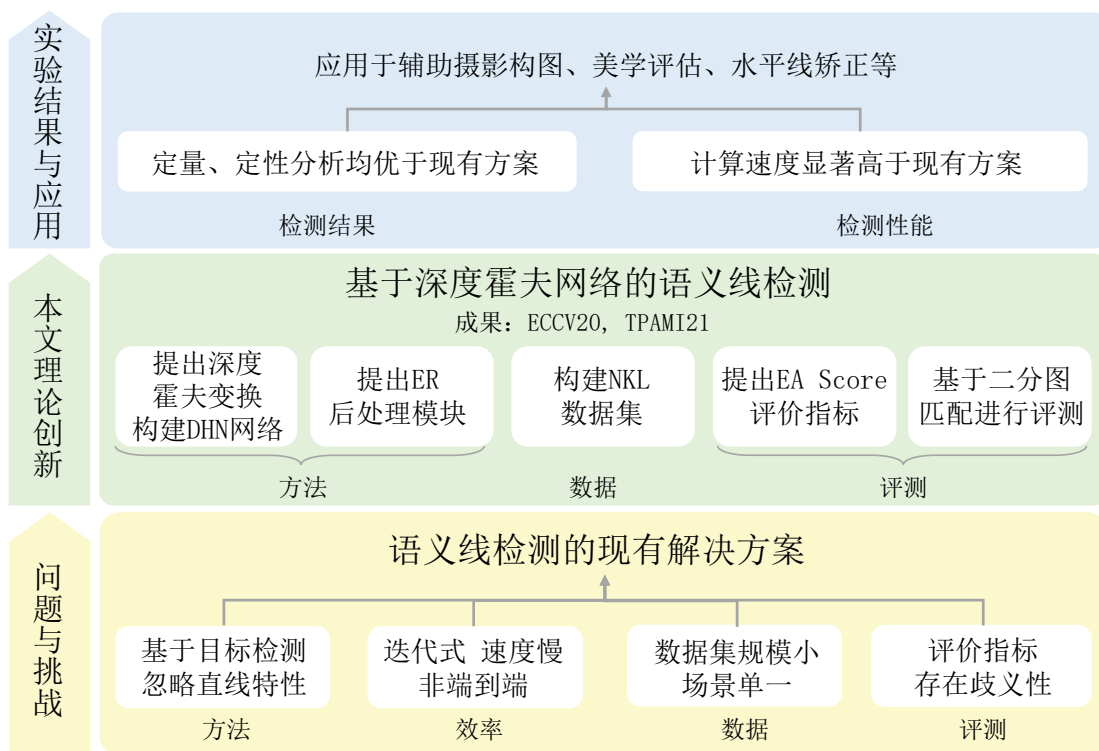 实验结果与应用
应用于辅助摄影构图、美学评估、水平线矫正等
定量、定性分析均优于现有方案
计算速度显著高于现有方案
检测结果
检测性能
本文理论创新
基于深度霍夫网络的语义线检测
成果: ECCV20, TPAMI21
提出深度
霍夫变换
构建DHN网络
提出ER
后处理模块
构建NKL
数据集
提出EA Score
评价指标
基于二分图
匹配进行评测
方法
数据
评测
问题与挑战
语义线检测的现有解决方案
基于目标检测
忽略直线特性
迭代式 速度慢
非端到端
数据集规模小
场景单一
评价指标
存在歧义性
方法
效率
数据
评测